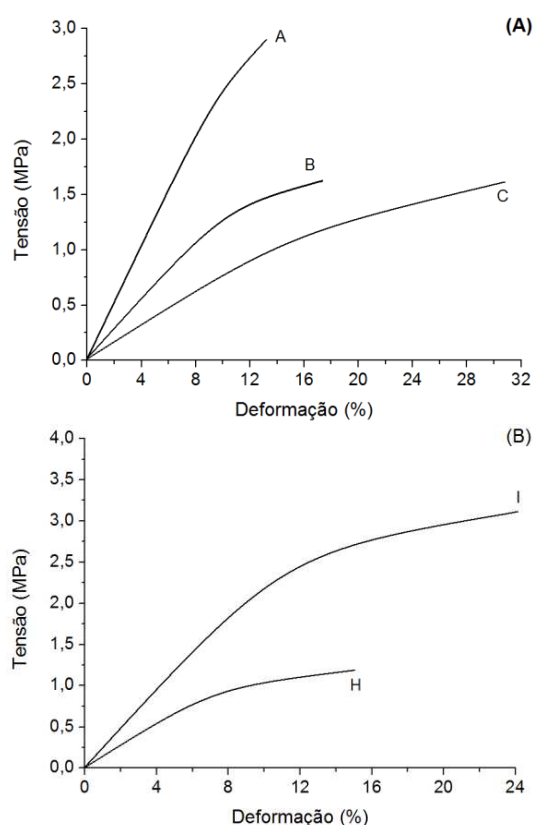 (A)
3,0
2,5
2,0
1,5
1,0
0,5
0,0
A
B
C
Tensão (MPa)
0 4 8 12 16 20 24 28 32
Deformação (%)
(B)
4,0
3,5
3,0
2,5
2,0
1,5
1,0
0,5
0,0
I
H
Tensão (MPa)
0 4 8 12 16 20 24
Deformação (%)